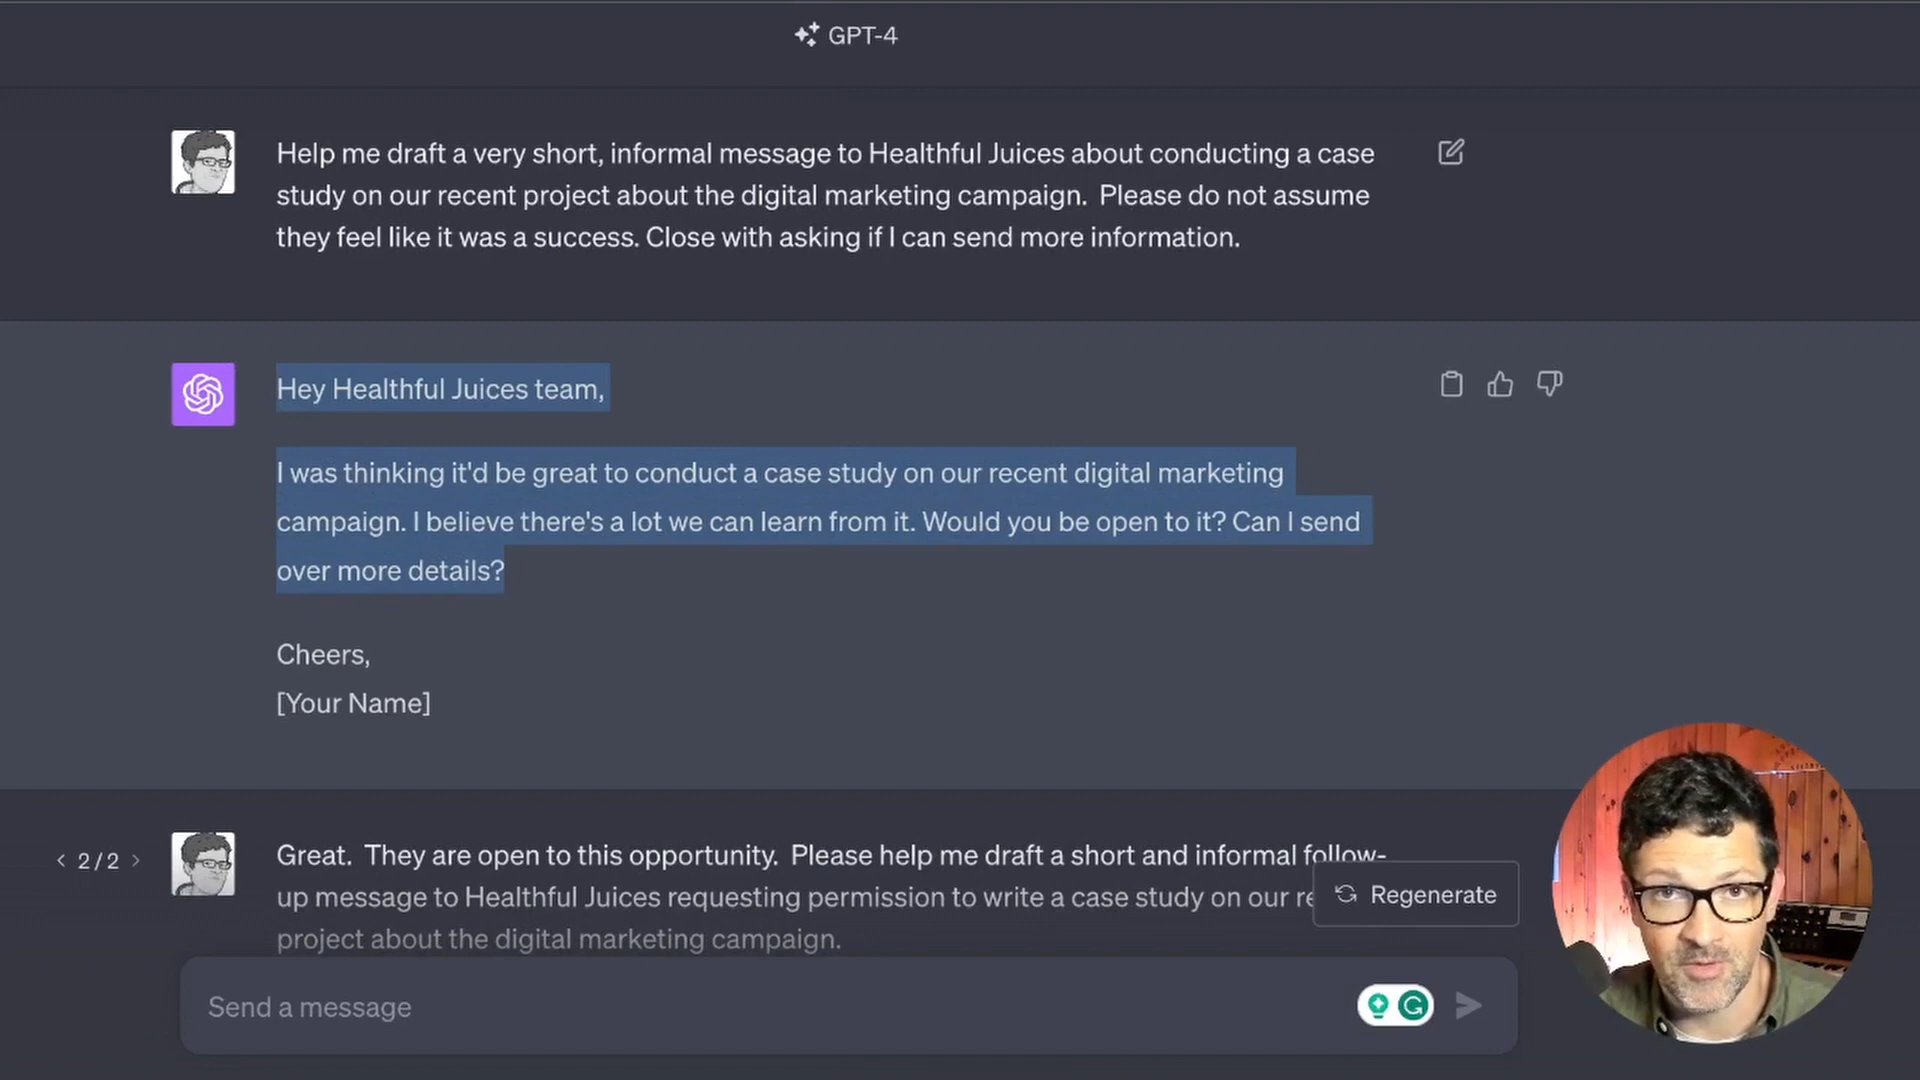 GPT-4
Help me draft a very short, informal message to Healthful Juices about conducting a case
study on our recent project about the digital marketing campaign.  Please do not assume
they feel like it was a success. Close with asking if I can send more information.
Hey Healthful Juices team,
I was thinking it'd be great to conduct a case study on our recent digital marketing
campaign. I believe there's a lot we can learn from it. Would you be open to it? Can I send
over more details?
Cheers,
[Your Name]
< 2 / 2 >
Great.  They are open to this opportunity.  Please help me draft a short and informal follow-
up message to Healthful Juices requesting permission to write a case study on our re
project about the digital marketing campaign.
Regenerate
Send a message